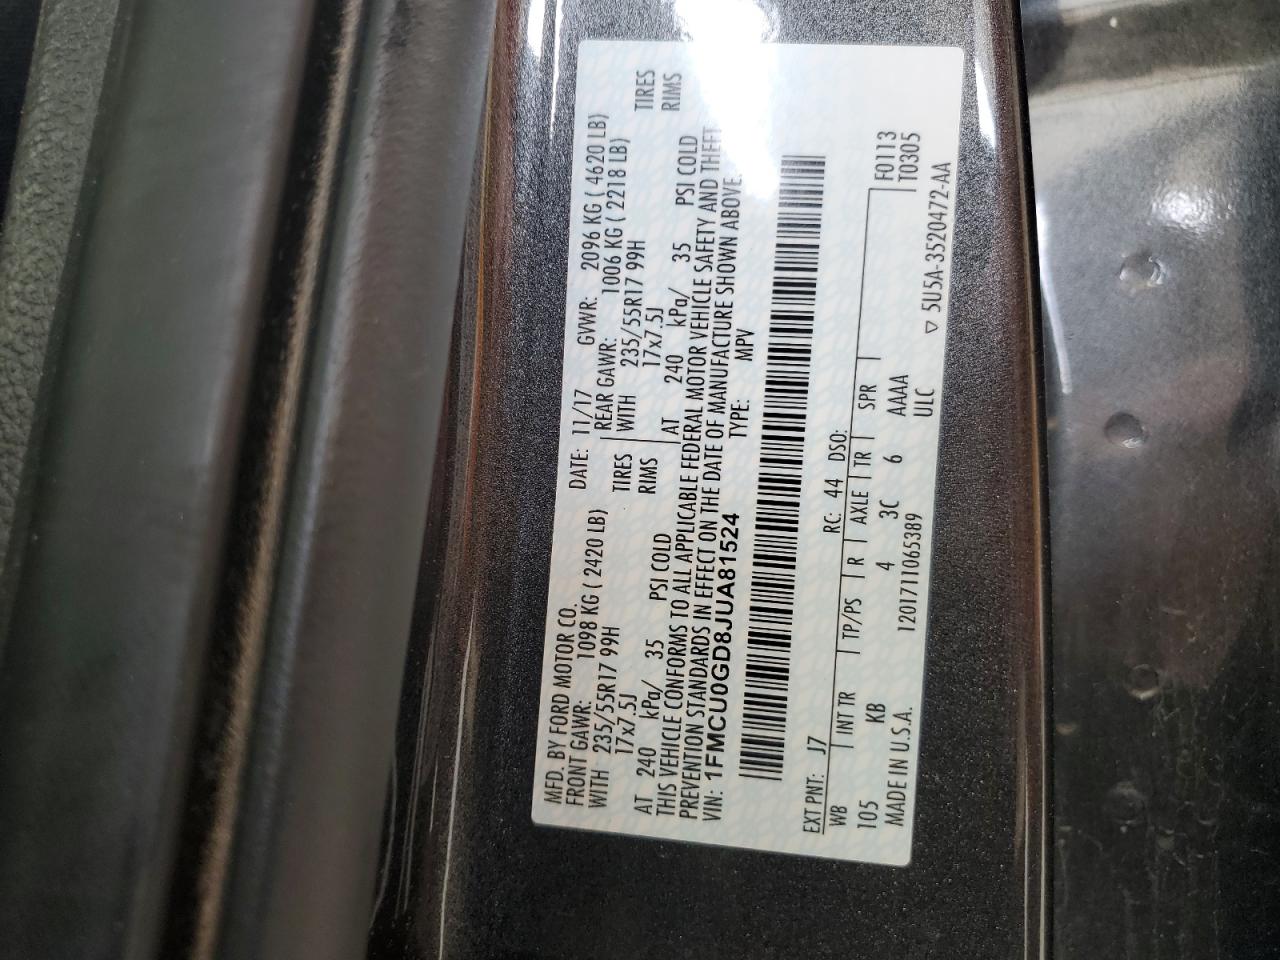 MFD. BY FORD MOTOR CO.
DATE: 11/17 GVWR: 2096 KG ( 4620 LB)
FRONT GAWR: 1098 KG ( 2420 LB) REAR GAWR: 1006 KG ( 2218 LB)
WITH 235/55R17 99H TIRES WITH 235/55R17 99H TIRES
17x7.5J RIMS 17x7.5J RIMS
AT 240 kPa/ 35 PSI COLD AT 240 kPa/ 35 PSI COLD
THIS VEHICLE CONFORMS TO ALL APPLICABLE FEDERAL MOTOR VEHICLE SAFETY AND THEFT
PREVENTION STANDARDS IN EFFECT ON THE DATE OF MANUFACTURE SHOWN ABOVE.
VIN: 1FMCU0GD8JUA81524 TYPE: MPV
EXT PNT: J7 RC: 44 DSO: F0113
WB INT TR TP/PS R AXLE TR SPR T0305
105 KB 4 3C 6 AAAA
MADE IN U.S.A. 120171106S389 ULC
▽ 5U5A-3520472-AA